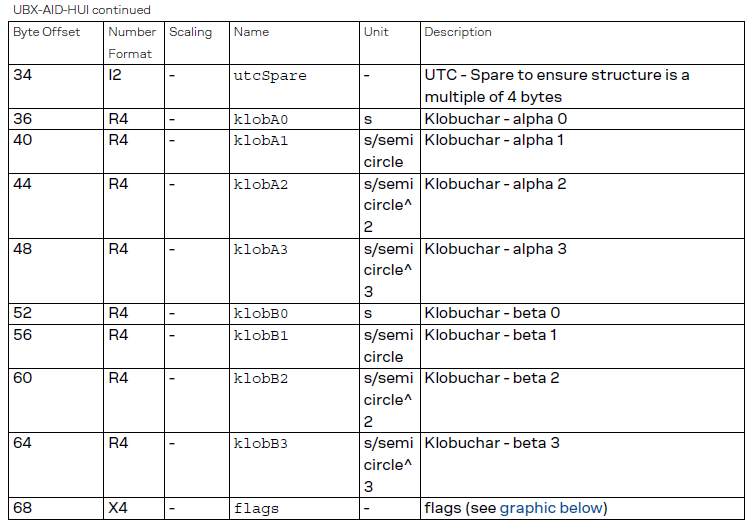 UBX-AID-HUI continued
Byte Offset Number Scaling Name Unit Description
Format
34 I2 - utcSpare - UTC - Spare to ensure structure is a
multiple of 4 bytes
36 R4 - klobA0 s Klobuchar - alpha 0
40 R4 - klobA1 s/semi Klobuchar - alpha 1
circle
44 R4 - klobA2 s/semi Klobuchar - alpha 2
circle^
2
48 R4 - klobA3 s/semi Klobuchar - alpha 3
circle^
3
52 R4 - klobB0 s Klobuchar - beta 0
56 R4 - klobB1 s/semi Klobuchar - beta 1
circle
60 R4 - klobB2 s/semi Klobuchar - beta 2
circle^
2
64 R4 - klobB3 s/semi Klobuchar - beta 3
circle^
3
68 X4 - flags - flags (see graphic below)